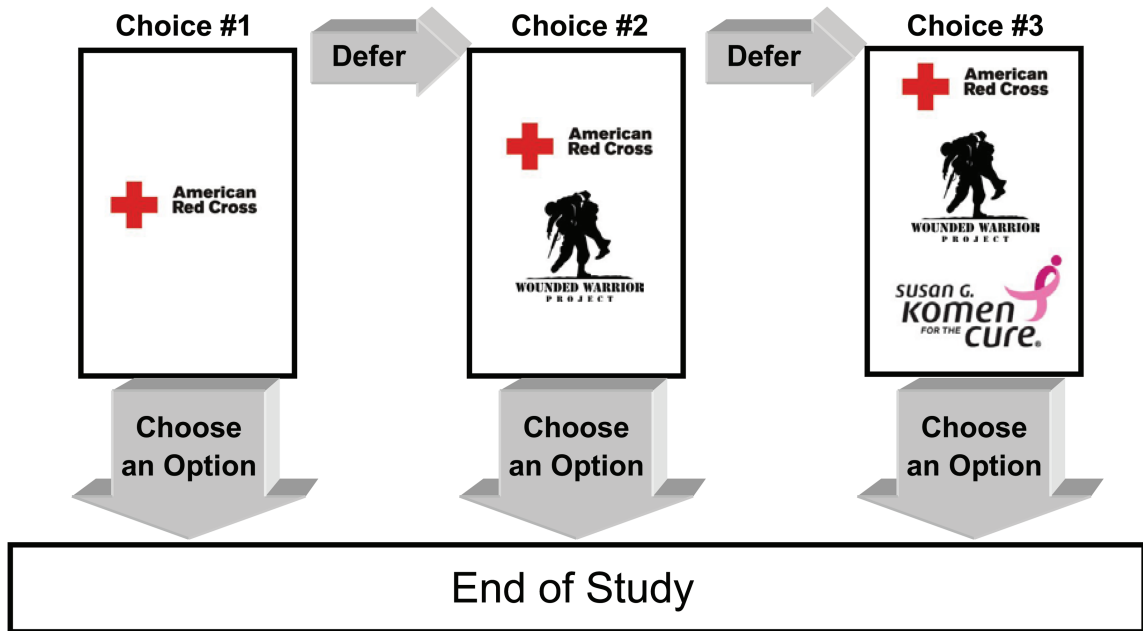 Choice #1
Defer
Choice #2
Defer
Choice #3
American
Red Cross
American
Red Cross
WOUNDED WARRIOR
PROJECT
American
Red Cross
WOUNDED WARRIOR
PROJECT
susan g.
komen
FOR THE
cure®
Choose
an Option
Choose
an Option
Choose
an Option
End of Study